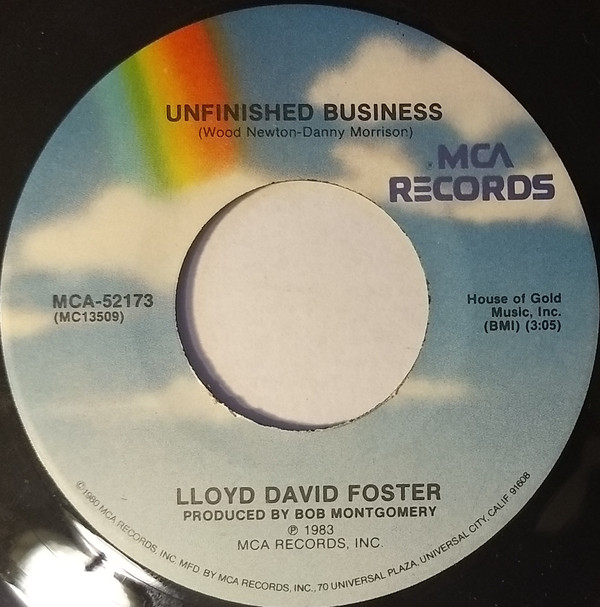 UNFINISHED BUSINESS
(Wood Newton-Danny Morrison)
MCA
RECORDS
MCA-52173
(MC13509)
House of Gold
Music, Inc.
(BMI) (3:05)
LLOYD DAVID FOSTER
PRODUCED BY BOB MONTGOMERY
℗ 1983
MCA RECORDS, INC.
©1980 MCA RECORDS, INC. MFD. BY MCA RECORDS, INC., 70 UNIVERSAL PLAZA, UNIVERSAL CITY, CALIF. 91608